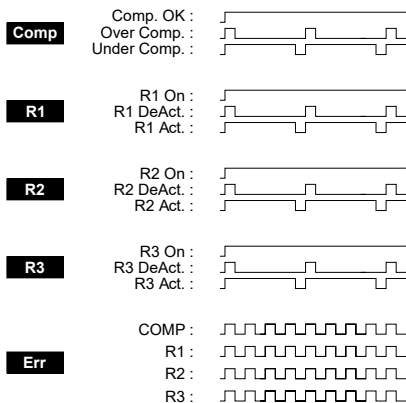 Comp
Comp. OK :
Over Comp. :
Under Comp. :
R1
R1 On :
R1 DeAct. :
R1 Act. :
R2
R2 On :
R2 DeAct. :
R2 Act. :
R3
R3 On :
R3 DeAct. :
R3 Act. :
Err
COMP :
R1 :
R2 :
R3 :